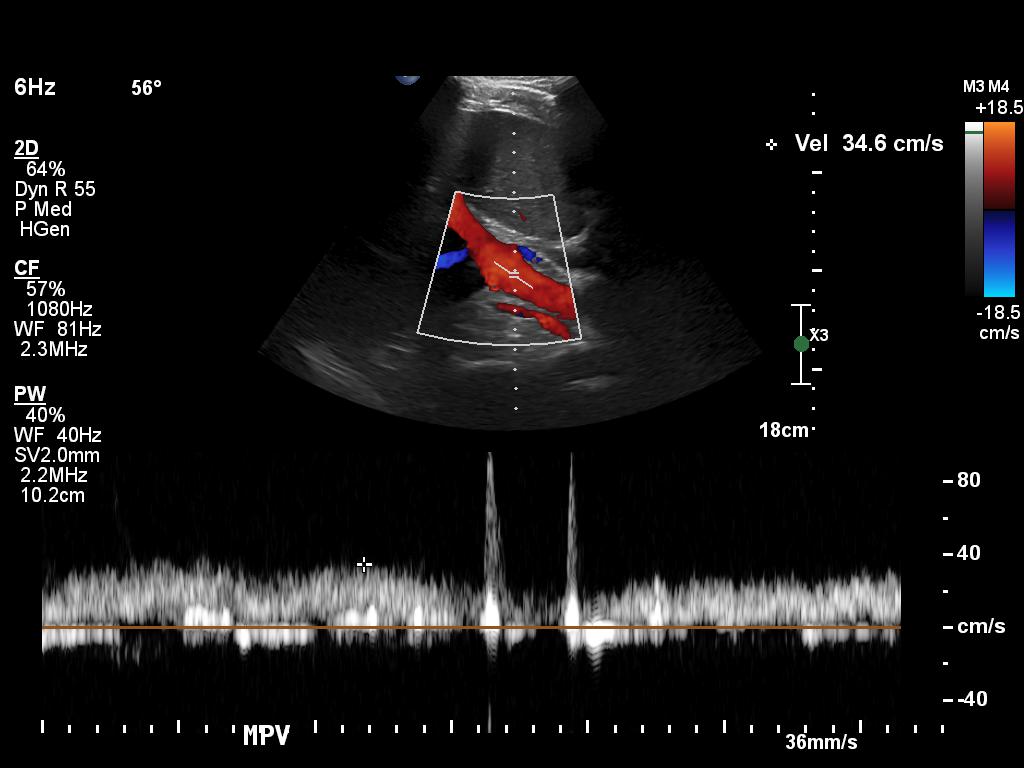 6Hz 56°
M3 M4
+18.5
Vel 34.6 cm/s
2D
64%
Dyn R 55
P Med
HGen
CF
57%
1080Hz
WF 81Hz
2.3MHz
-18.5
cm/s
X3
PW
40%
WF 40Hz
SV2.0mm
2.2MHz
10.2cm
18cm
80
40
cm/s
-40
MPV
36mm/s